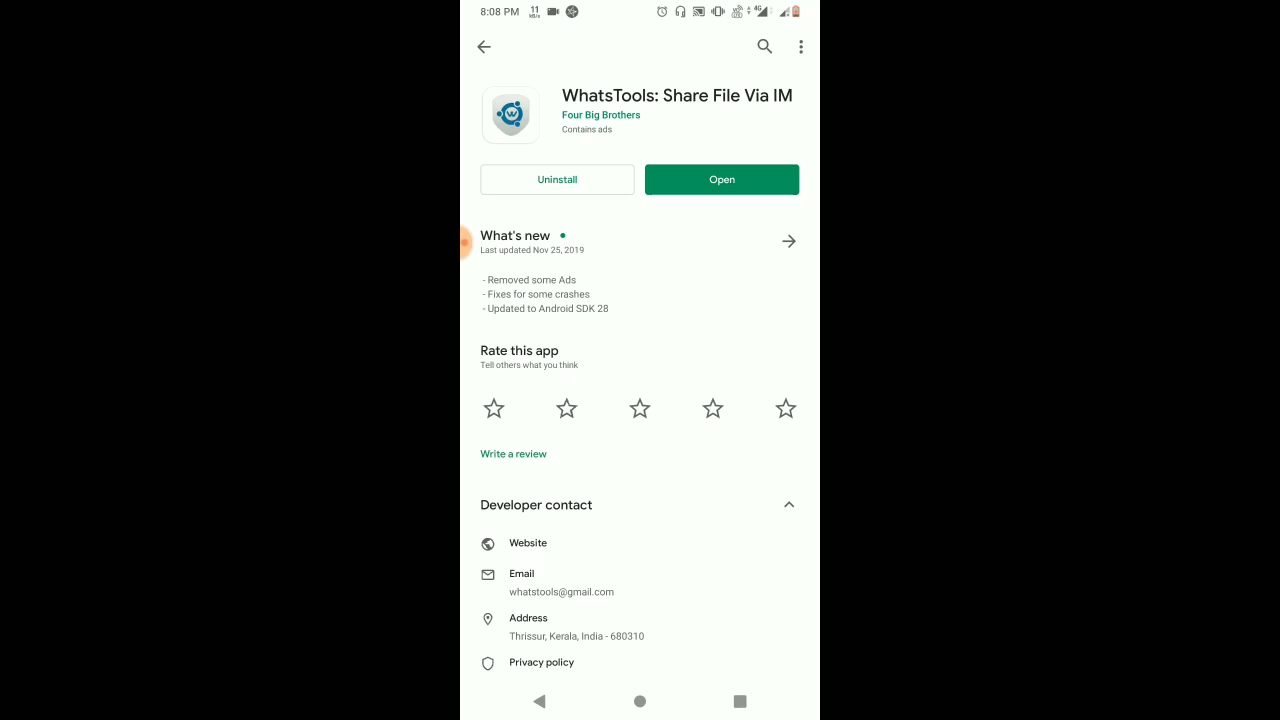 8:08 PM 11 kB/s 4G
WhatsTools: Share File Via IM
Four Big Brothers
Contains ads
Uninstall Open
What's new
Last updated Nov 25, 2019
- Removed some Ads
- Fixes for some crashes
- Updated to Android SDK 28
Rate this app
Tell others what you think
Write a review
Developer contact
Website
Email
whatstools@gmail.com
Address
Thrissur, Kerala, India - 680310
Privacy policy